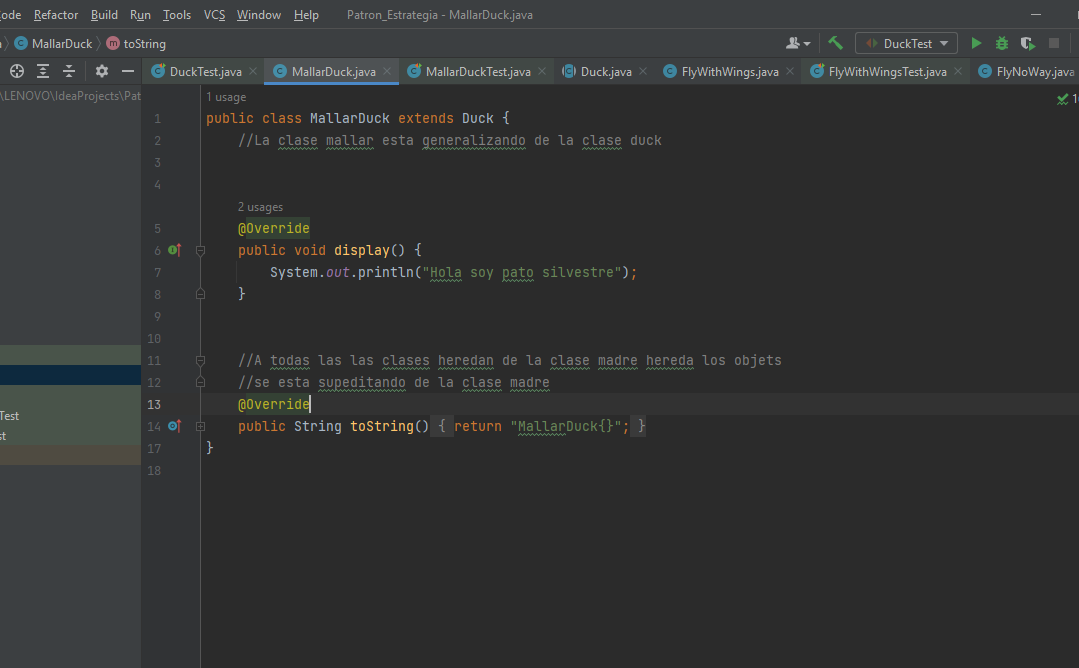 ode Refactor Build Run Tools VCS Window Help Patron_Estrategia - MallarDuck.java
MallarDuck toString DuckTest
DuckTest.java MallarDuck.java MallarDuckTest.java Duck.java FlyWithWings.java FlyWithWingsTest.java FlyNoWay.java
\LENOVO\IdeaProjects\Pat
1 usage
1 public class MallarDuck extends Duck {
2 //La clase mallar esta generalizando de la clase duck
3
4
2 usages
5 @Override
6 public void display() {
7 System.out.println("Hola soy pato silvestre");
8 }
9
10
11 //A todas las las clases heredan de la clase madre hereda los objets
12 //se esta supeditando de la clase madre
13 @Override
14 public String toString() { return "MallarDuck{}"; }
17 }
18
Test
st